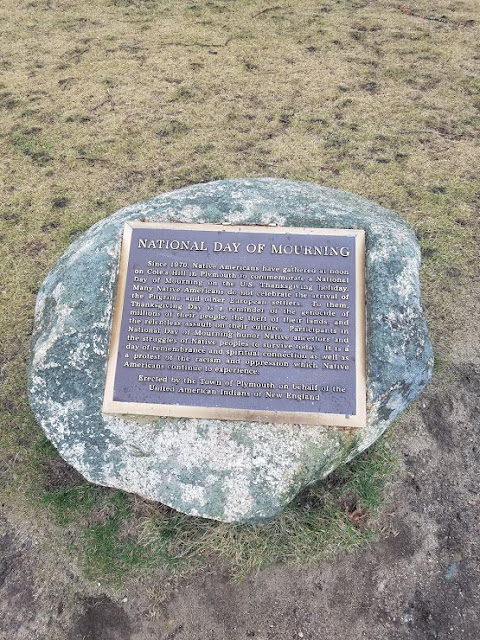 NATIONAL DAY OF MOURNING
Since 1970, Native Americans have gathered at noon
on Cole's Hill in Plymouth to commemorate a National
Day of Mourning on the U.S. Thanksgiving holiday.
Many Native Americans do not celebrate the arrival of
the Pilgrims and other European settlers. To them,
Thanksgiving Day is a reminder of the genocide of
millions of their people, the theft of their lands, and
the relentless assault on their culture. Participants in
National Day of Mourning honor Native ancestors and
the struggles of Native peoples to survive today. It is a
day of remembrance and spiritual connection as well as
a protest of the racism and oppression which Native
Americans continue to experience.
Erected by the Town of Plymouth on behalf of the
United American Indians of New England